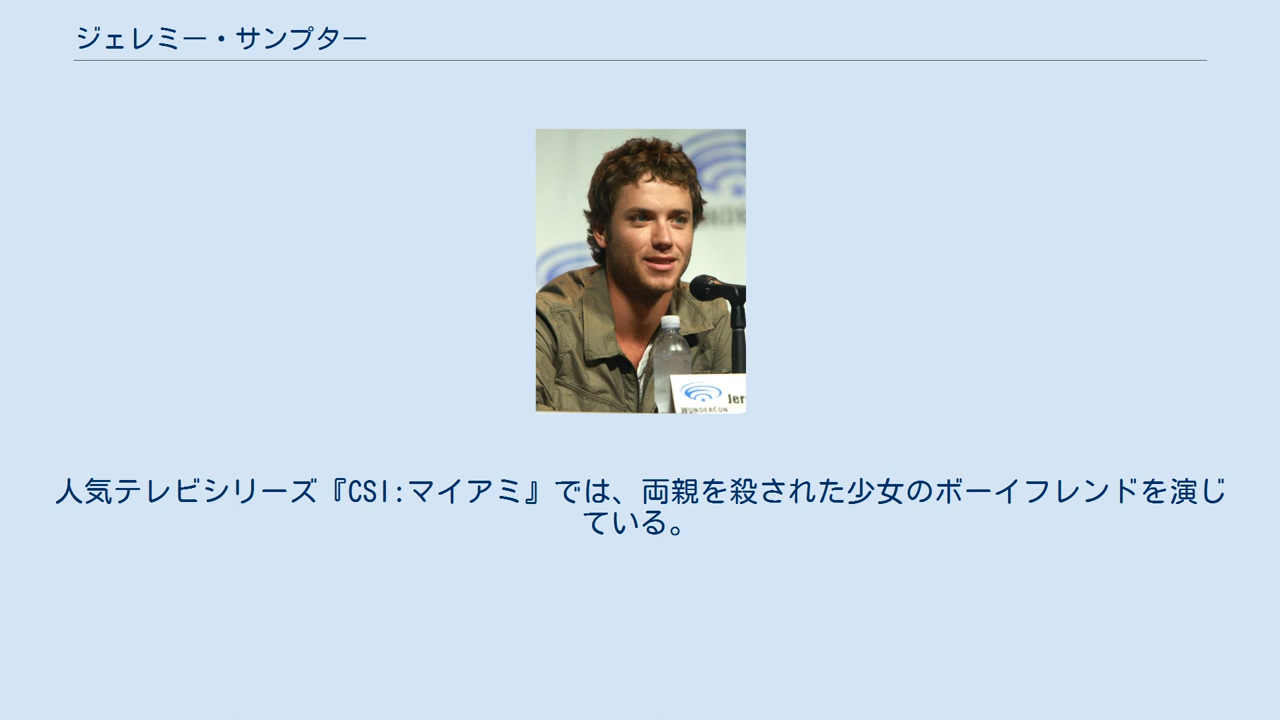 ジェレミー・サンプター
WONDERCON
Jer
人気テレビシリーズ『CSI:マイアミ』では、両親を殺された少女のボーイフレンドを演じ
ている。